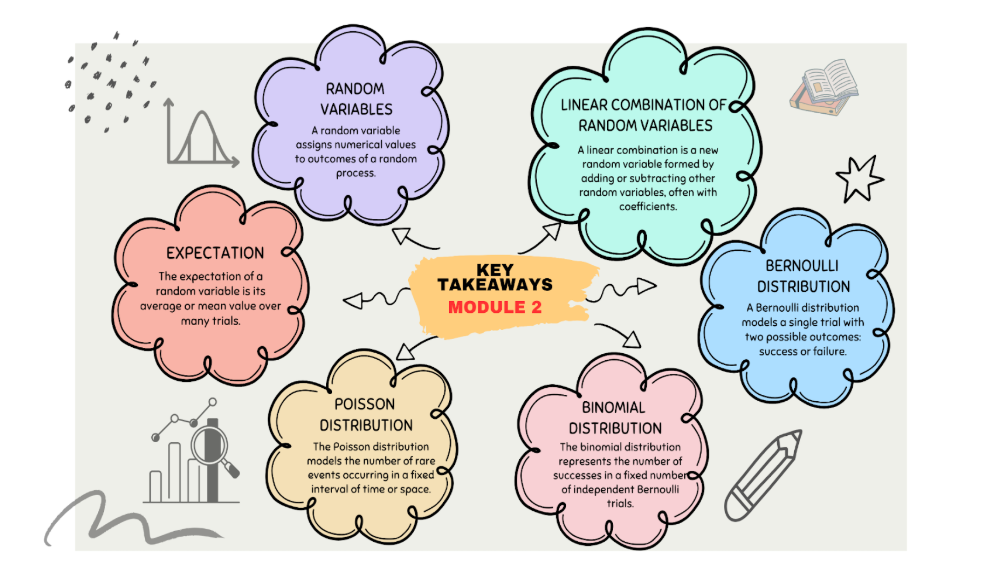 RANDOM
VARIABLES
A random variable
assigns numerical values
to outcomes of a random
process.
LINEAR COMBINATION OF
RANDOM VARIABLES
A linear combination is a new
random variable formed by
adding or subtracting other
random variables, often with
coefficients.
EXPECTATION
The expectation of a
random variable is its
average or mean value over
many trials.
KEY
TAKEAWAYS
MODULE 2
BERNOULLI
DISTRIBUTION
A Bernoulli distribution
models a single trial with
two possible outcomes:
success or failure.
POISSON
DISTRIBUTION
The Poisson distribution
models the number of rare
events occurring in a fixed
interval of time or space.
BINOMIAL
DISTRIBUTION
The binomial distribution
represents the number of
successes in a fixed number
of independent Bernoulli
trials.